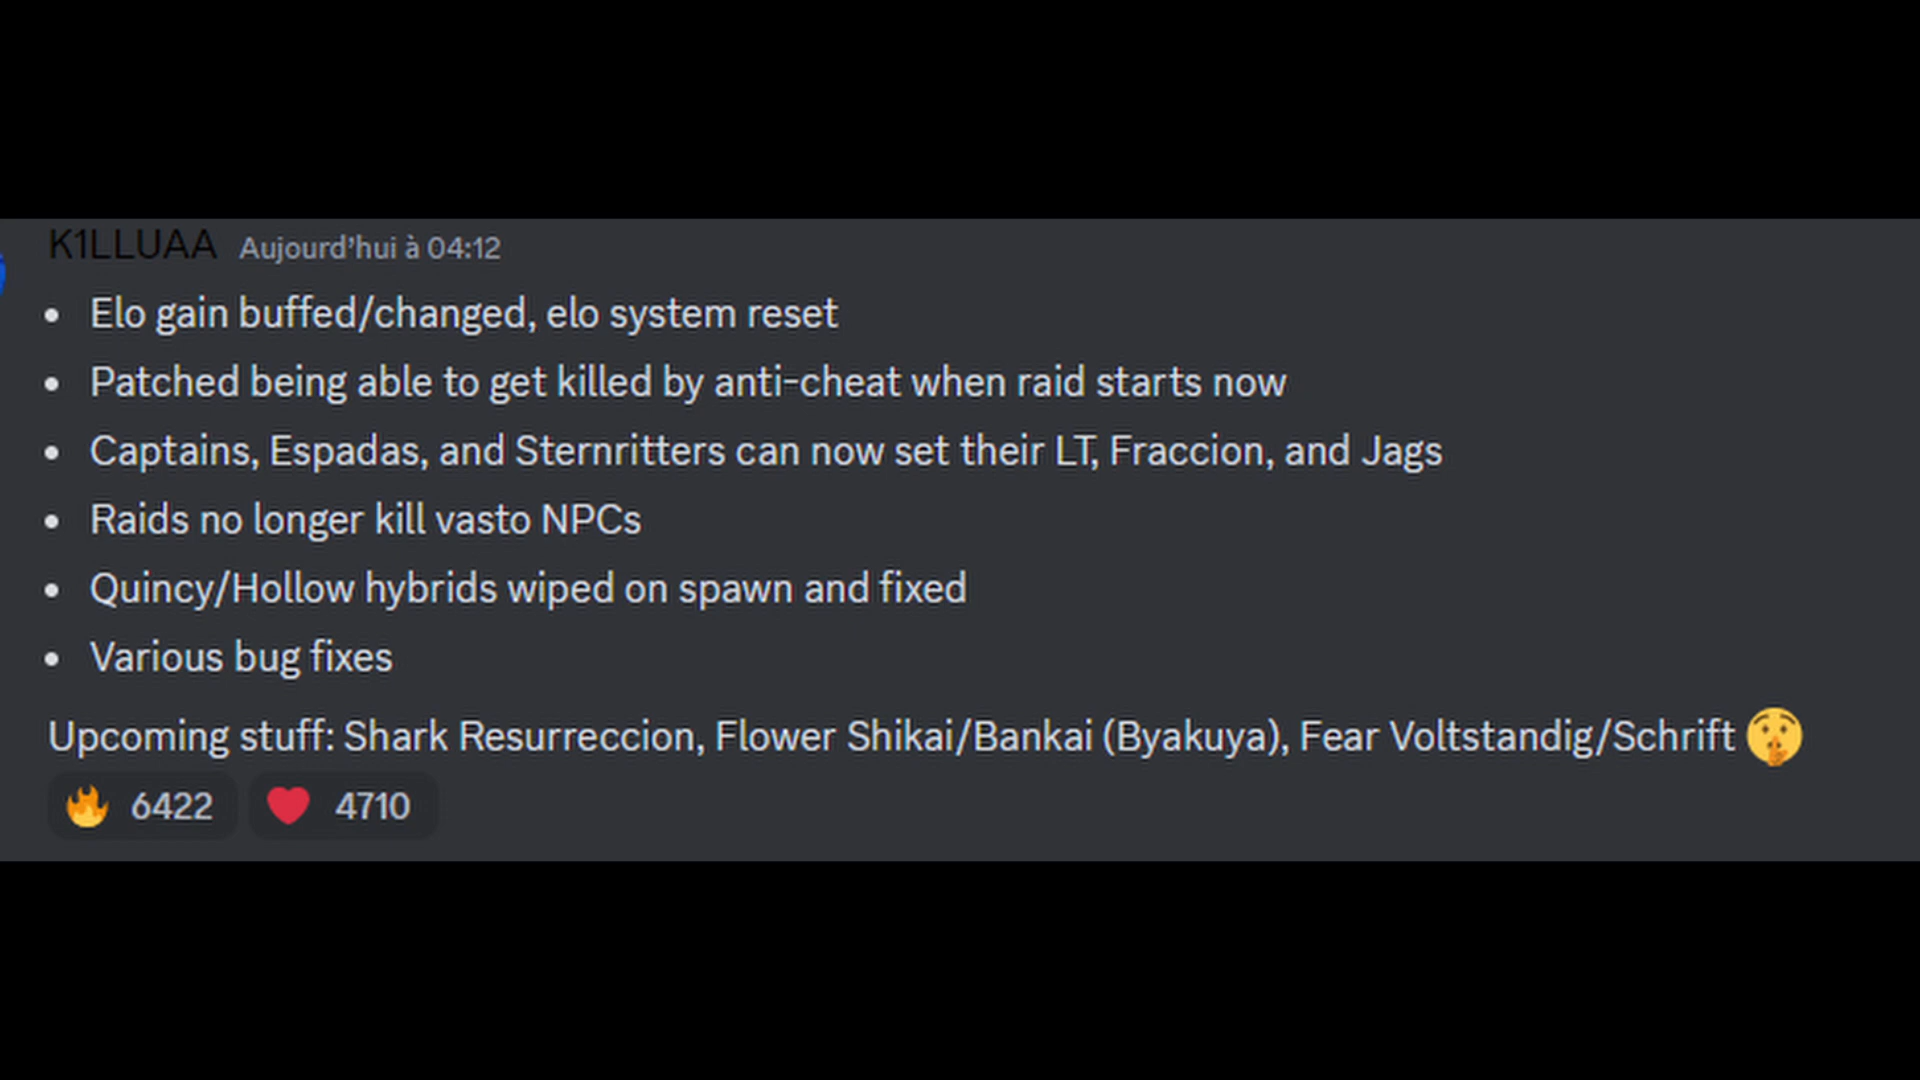 K1LLUAA Aujourd’hui à 04:12
• Elo gain buffed/changed, elo system reset
• Patched being able to get killed by anti-cheat when raid starts now
• Captains, Espadas, and Sternritters can now set their LT, Fraccion, and Jags
• Raids no longer kill vasto NPCs
• Quincy/Hollow hybrids wiped on spawn and fixed
• Various bug fixes
Upcoming stuff: Shark Resurreccion, Flower Shikai/Bankai (Byakuya), Fear Voltstandig/Schrift 🤫
🔥 6422 ❤️ 4710